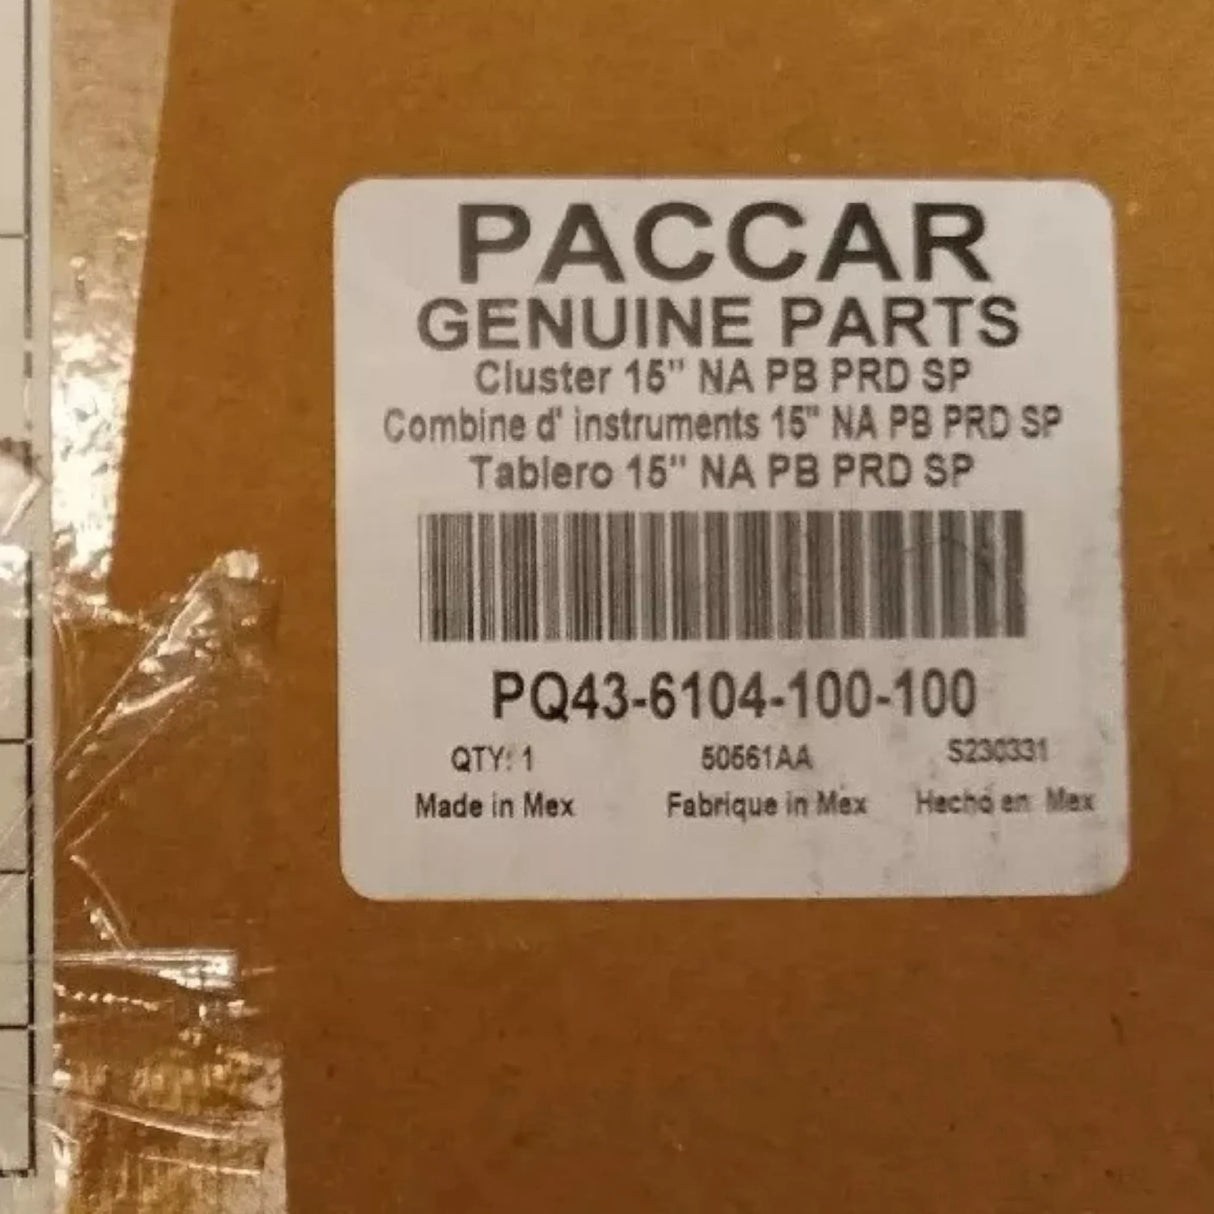 PACCAR
GENUINE PARTS
Cluster 15" NA PB PRD SP
Combine d' instruments 15" NA PB PRD SP
Tablero 15" NA PB PRD SP
PQ43-6104-100-100
QTY: 1 50561AA S230331
Made in Mex Fabrique in Mex Hecho en Mex